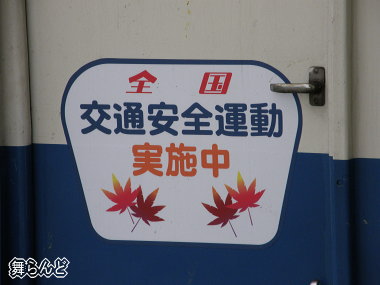 全国
交通安全運動
実施中
舞らんど